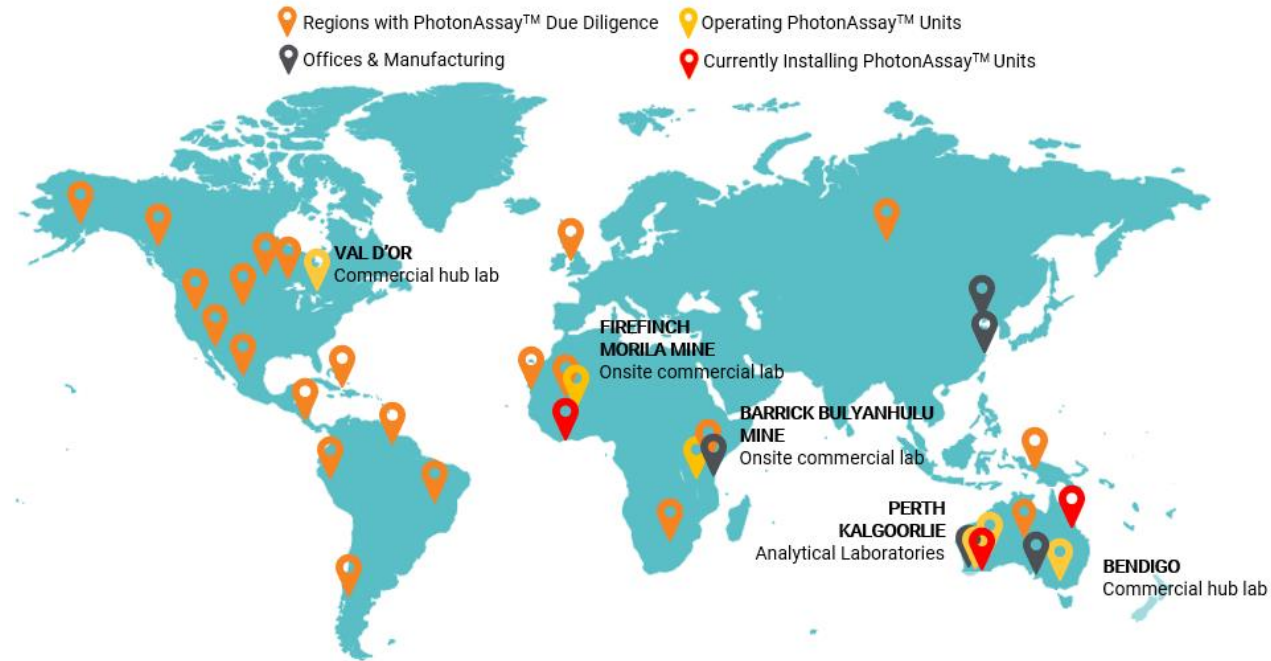 Regions with PhotonAssay™ Due Diligence
Operating PhotonAssay™ Units
Offices & Manufacturing
Currently Installing PhotonAssay™ Units
VAL D'OR
Commercial hub lab
FIREFINCH
MORILA MINE
Onsite commercial lab
BARRICK BULYANHULU
MINE
Onsite commercial lab
PERTH
KALGOORLIE
Analytical Laboratories
BENDIGO
Commercial hub lab